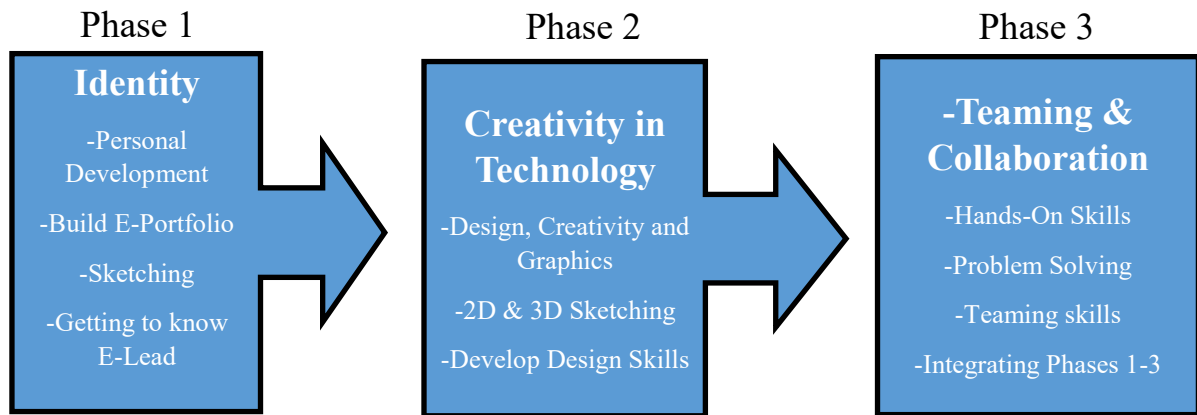 Phase 1
Identity
-Personal
Development
-Build E-Portfolio
-Sketching
-Getting to know
E-Lead
Phase 2
Creativity in
Technology
-Design, Creativity and
Graphics
-2D & 3D Sketching
-Develop Design Skills
Phase 3
-Teaming &
Collaboration
-Hands-On Skills
-Problem Solving
-Teaming skills
-Integrating Phases 1-3